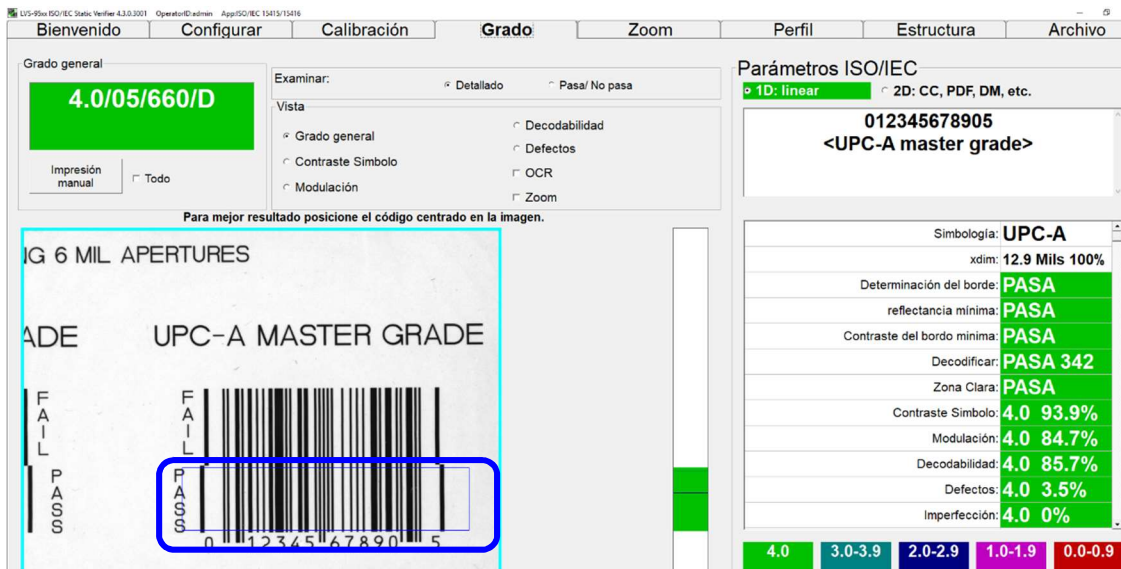 LVS-95xx ISO/IEC Static Verifier 4.3.0.3001 OperatorID:admin App:ISO/IEC 15415/15416
Bienvenido Configurar Calibración Grado Zoom Perfil Estructura Archivo
Grado general
4.0/05/660/D
Impresión manual
Todo
Examinar:
Detallado
Pasa/ No pasa
Vista
Grado general
Contraste Simbolo
Modulación
Decodabilidad
Defectos
OCR
Zoom
Para mejor resultado posicione el código centrado en la imagen.
NG 6 MIL APERTURES
ADE UPC-A MASTER GRADE
FAIL FAIL
PASS PASS
0 12345 67890 5
Parámetros ISO/IEC
1D: linear
2D: CC, PDF, DM, etc.
012345678905
<UPC-A master grade>
Simbología: UPC-A
xdim: 12.9 Mils 100%
Determinación del borde: PASA
reflectancia mínima: PASA
Contraste del bordo minima: PASA
Decodificar: PASA 342
Zona Clara: PASA
Contraste Simbolo: 4.0 93.9%
Modulación: 4.0 84.7%
Decodabilidad: 4.0 85.7%
Defectos: 4.0 3.5%
Imperfección: 4.0 0%
4.0 3.0-3.9 2.0-2.9 1.0-1.9 0.0-0.9